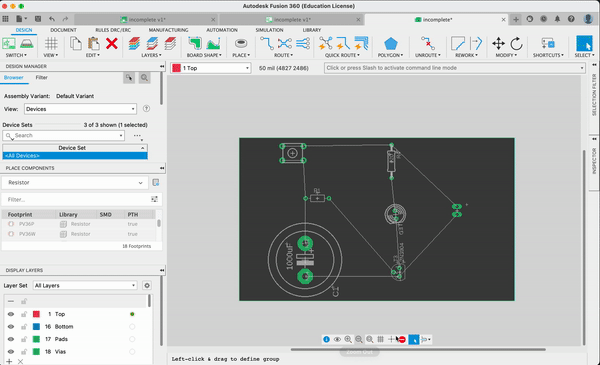 Autodesk Fusion 360 (Education License)
incomplete v1*
incomplete v1*
incomplete*
DESIGN
DOCUMENT
RULES DRC/ERC
MANUFACTURING
AUTOMATION
SIMULATION
LIBRARY
SWITCH
VIEW
EDIT
LINKS
SHAPE/BOARD
PLACE
ROUTE
QUICK ROUTE
POLYGON
UNROUTE
REWORK
MODIFY
SHORTCUTS
SELECT
DESIGN MANAGER
1 Top
50 mil (4827 2486)
Click or press Slash to activate command line mode
Browser
Filter
Assembly Variant:
Default Variant
View:
Devices
Device Sets
3 of 3 shown (1 selected)
Search
Device Set
<All Devices>
PLACE COMPONENTS
Resistor
Filter...
Footprint
Library
SMD
PTH
PV36P
Resistor
PV36W
Resistor
18 Footprints
DISPLAY LAYERS
Layer Set
All Layers
1 Top
16 Bottom
17 Pads
18 Vias
1000uF
C1
SELECTION FILTER
INSPECTOR
Left-click & drag to define group